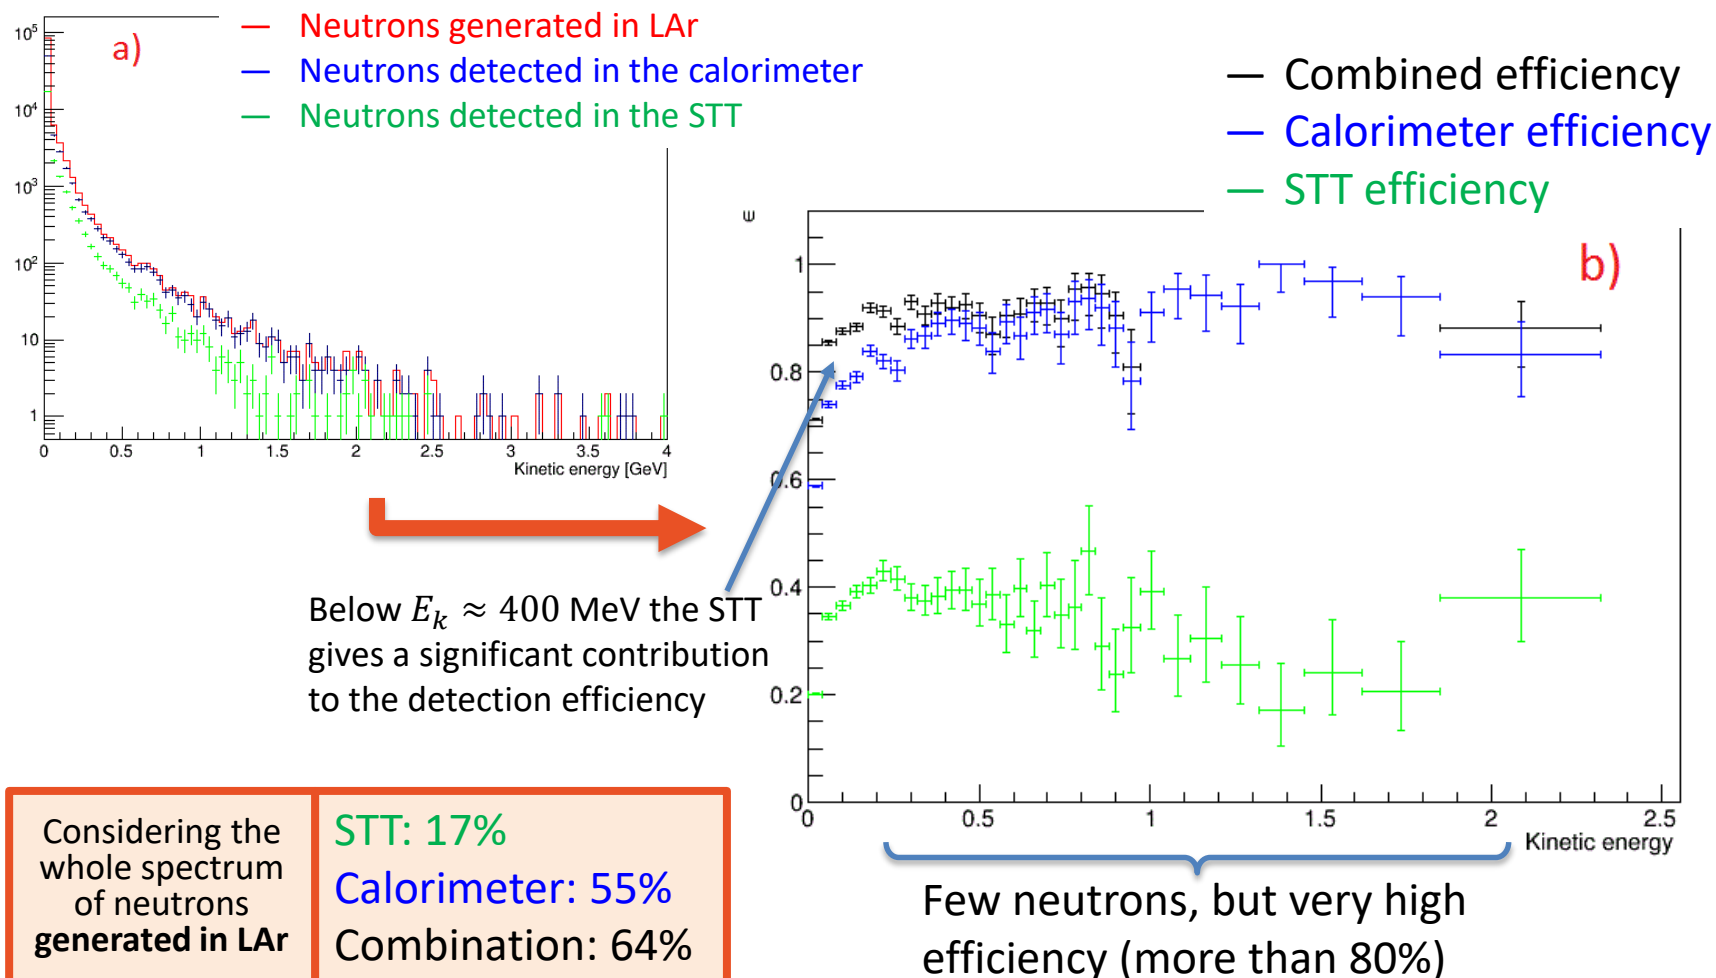 a)
— Neutrons generated in LAr
— Neutrons detected in the calorimeter
— Neutrons detected in the STT
10⁵
10⁴
10³
10²
10
1
0 0.5 1 1.5 2 2.5 3 3.5 4
Kinetic energy [GeV]
— Combined efficiency
— Calorimeter efficiency
— STT efficiency
ε
b)
1
0.8
0.6
0.4
0.2
0
0 0.5 1 1.5 2 2.5
Kinetic energy
Below E_k ≈ 400 MeV the STT
gives a significant contribution
to the detection efficiency
Few neutrons, but very high
efficiency (more than 80%)
Considering the
whole spectrum
of neutrons
generated in LAr
STT: 17%
Calorimeter: 55%
Combination: 64%